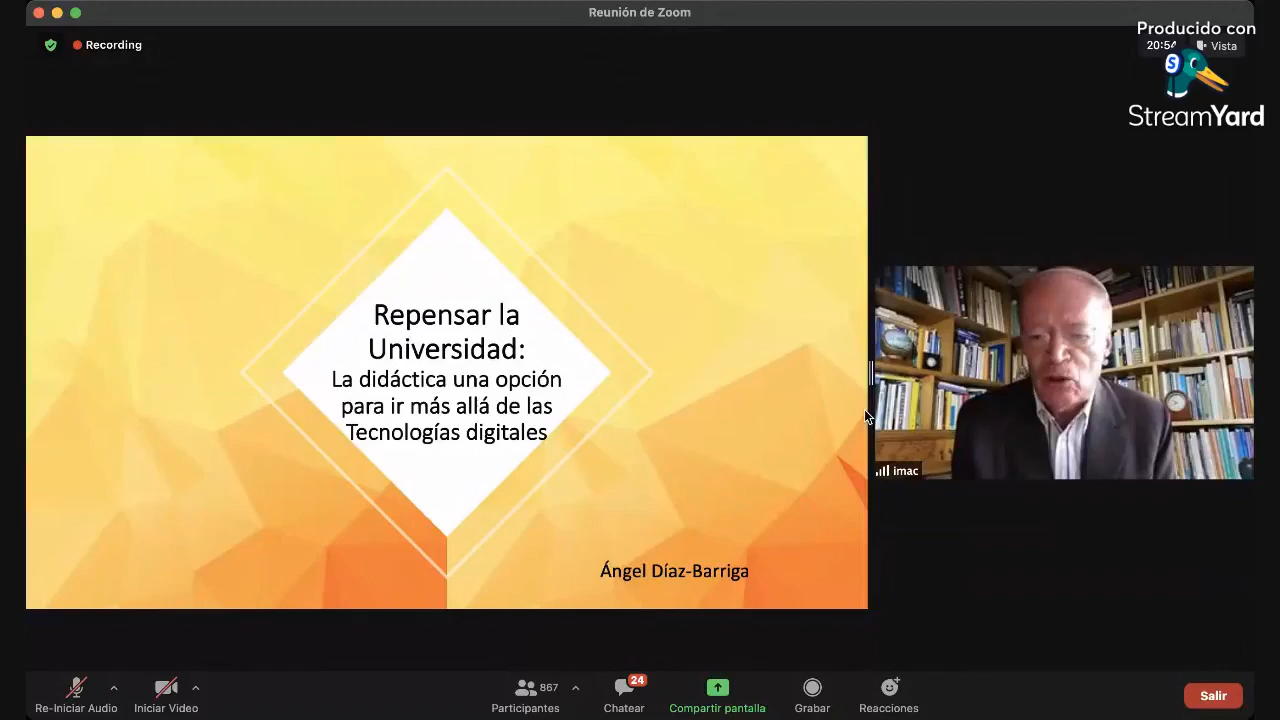 Reunión de Zoom
Recording
Producido con
20:54
Vista
S
StreamYard
Repensar la
Universidad:
La didáctica una opción
para ir más allá de las
Tecnologías digitales
Ángel Díaz-Barriga
imac
Re-Iniciar Audio
Iniciar Video
867
Participantes
24
Chatear
Compartir pantalla
Grabar
Reacciones
Salir